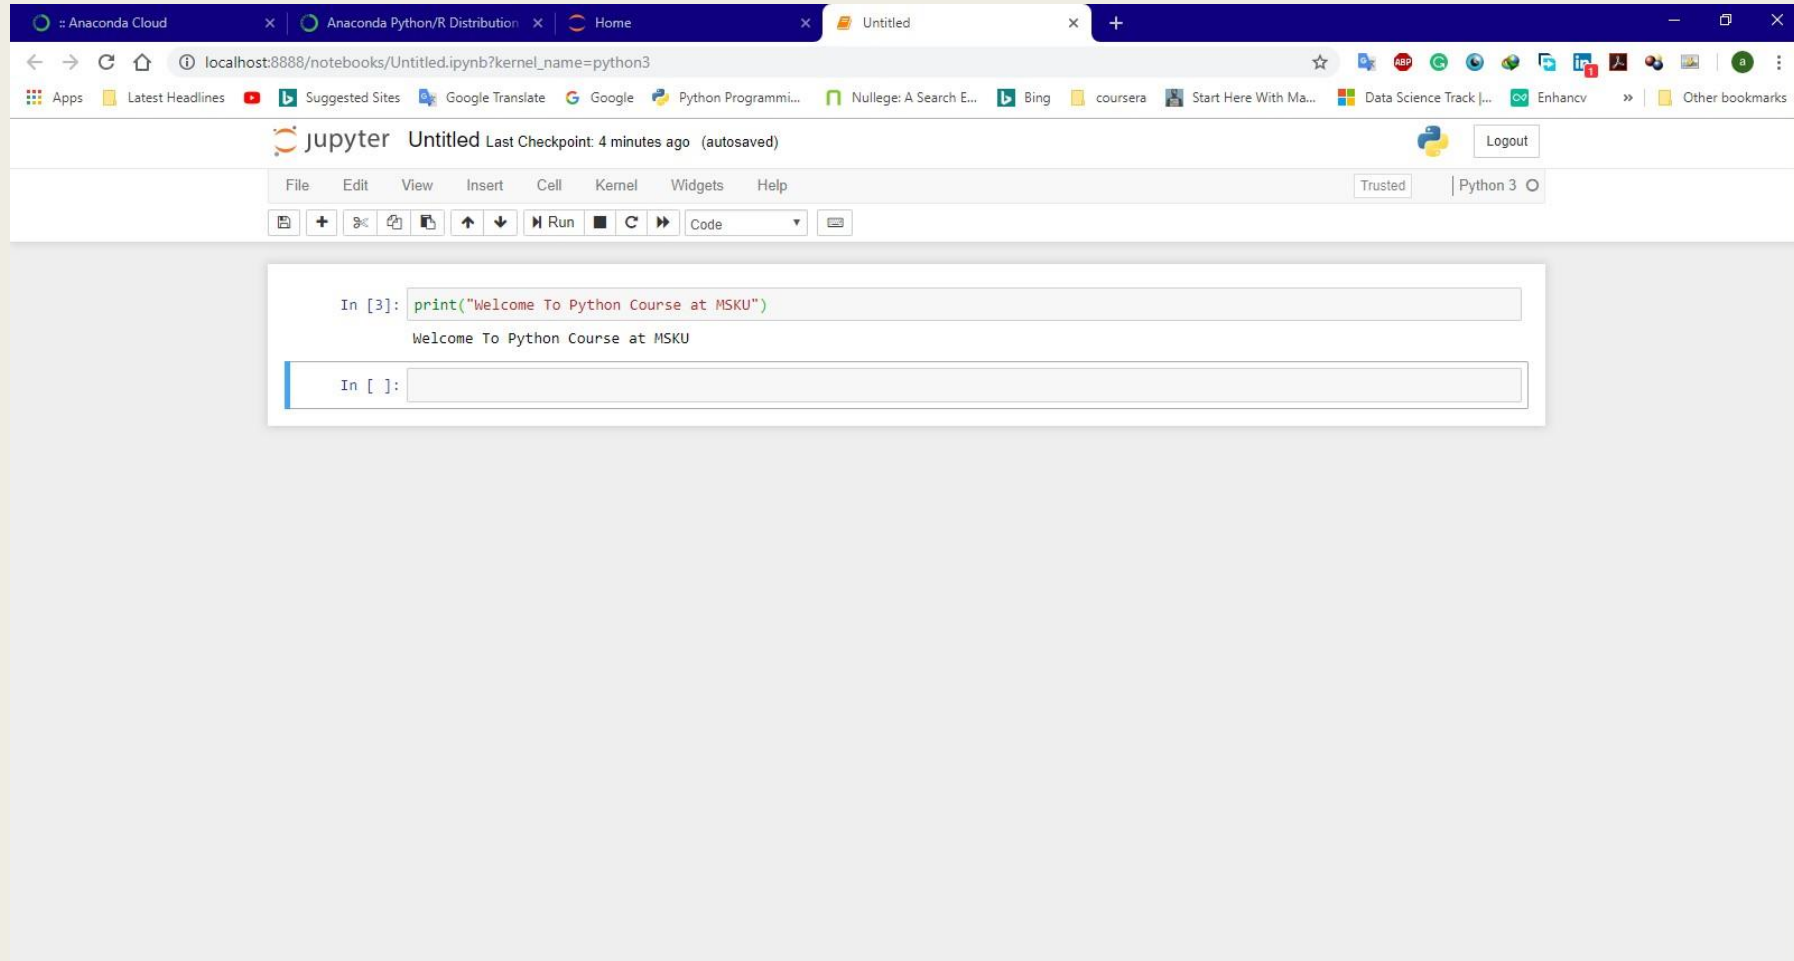 :: Anaconda Cloud Anaconda Python/R Distribution Home Untitled
localhost:8888/notebooks/Untitled.ipynb?kernel_name=python3 ABP 1 a
Apps Latest Headlines Suggested Sites Google Translate Google Python Programmi... Nullege: A Search E... Bing coursera Start Here With Ma... Data Science Track |... Enhancv » Other bookmarks
jupyter Untitled Last Checkpoint: 4 minutes ago (autosaved) Logout
File Edit View Insert Cell Kernel Widgets Help Trusted Python 3
Run Code
In [3]: print("Welcome To Python Course at MSKU")
Welcome To Python Course at MSKU
In [ ]: